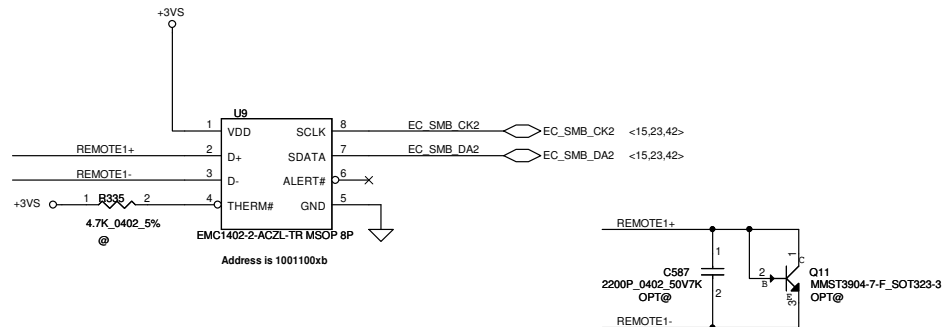 +3VS
U9
1 VDD SCLK 8 EC_SMB_CK2 EC_SMB_CK2 <15,23,42>
REMOTE1+ 2 D+ SDATA 7 EC_SMB_DA2 EC_SMB_DA2 <15,23,42>
REMOTE1- 3 D- ALERT# 6
+3VS 1 R335 2 4 THERM# GND 5
4.7K_0402_5%
@
EMC1402-2-ACZL-TR MSOP 8P
Address is 1001100xb
REMOTE1+
1 1 C
C587 2 B Q11
2200P_0402_50V7K MMST3904-7-F_SOT323-3
OPT@ 2 E 3 OPT@
REMOTE1-